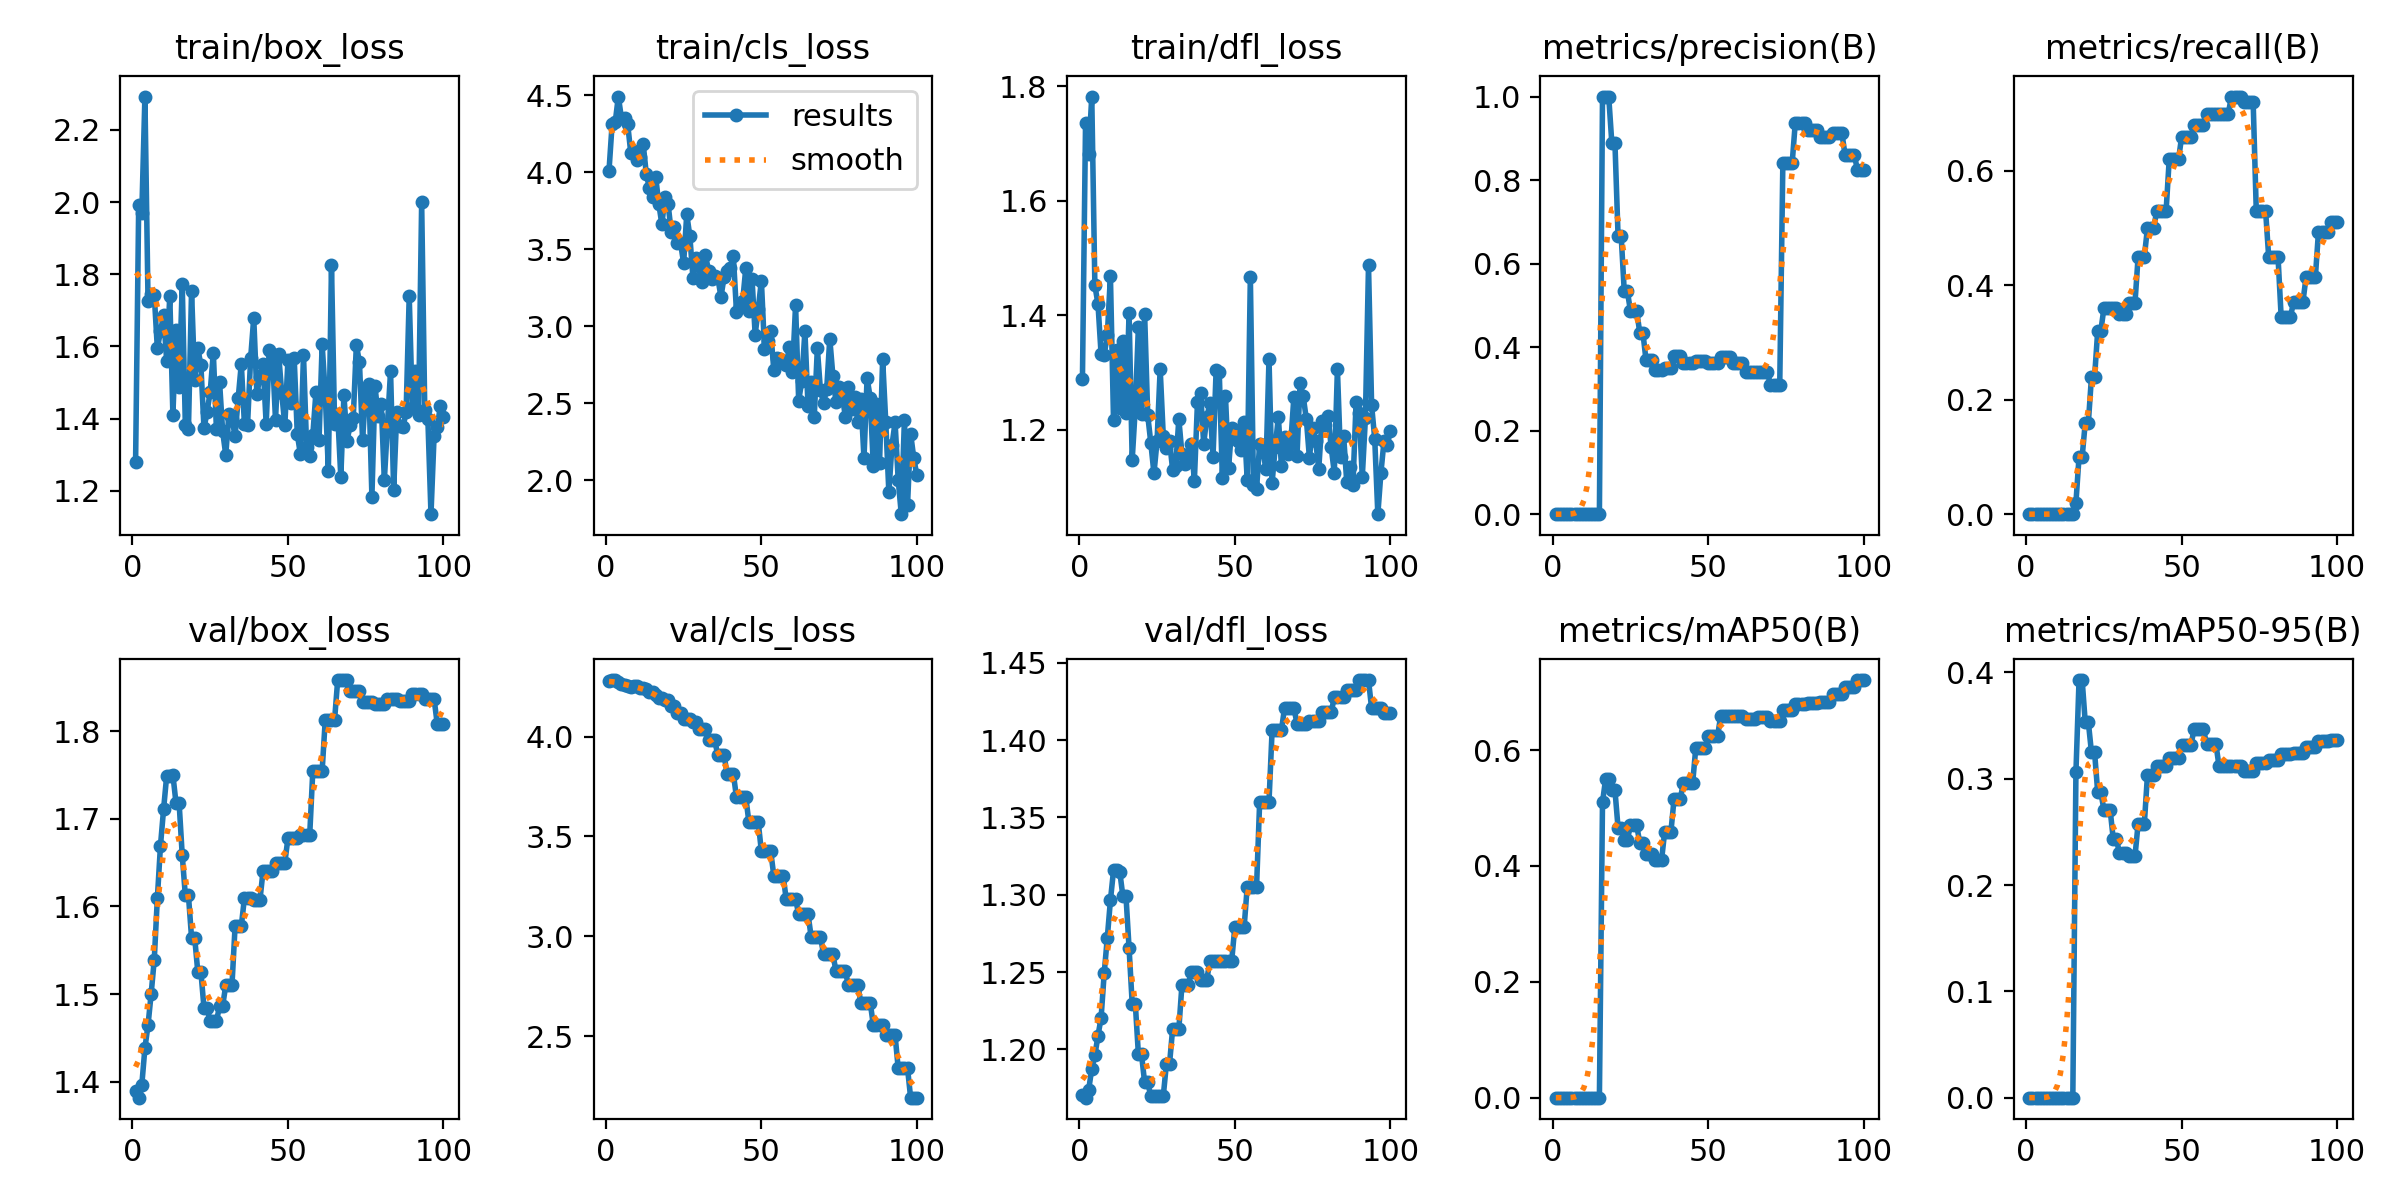 train/box_loss
2.2
2.0
1.8
1.6
1.4
1.2
0 50 100
train/cls_loss
results
smooth
4.5
4.0
3.5
3.0
2.5
2.0
0 50 100
train/dfl_loss
1.8
1.6
1.4
1.2
0 50 100
metrics/precision(B)
1.0
0.8
0.6
0.4
0.2
0.0
0 50 100
metrics/recall(B)
0.6
0.4
0.2
0.0
0 50 100
val/box_loss
1.8
1.7
1.6
1.5
1.4
0 50 100
val/cls_loss
4.0
3.5
3.0
2.5
0 50 100
val/dfl_loss
1.45
1.40
1.35
1.30
1.25
1.20
0 50 100
metrics/mAP50(B)
0.6
0.4
0.2
0.0
0 50 100
metrics/mAP50-95(B)
0.4
0.3
0.2
0.1
0.0
0 50 100